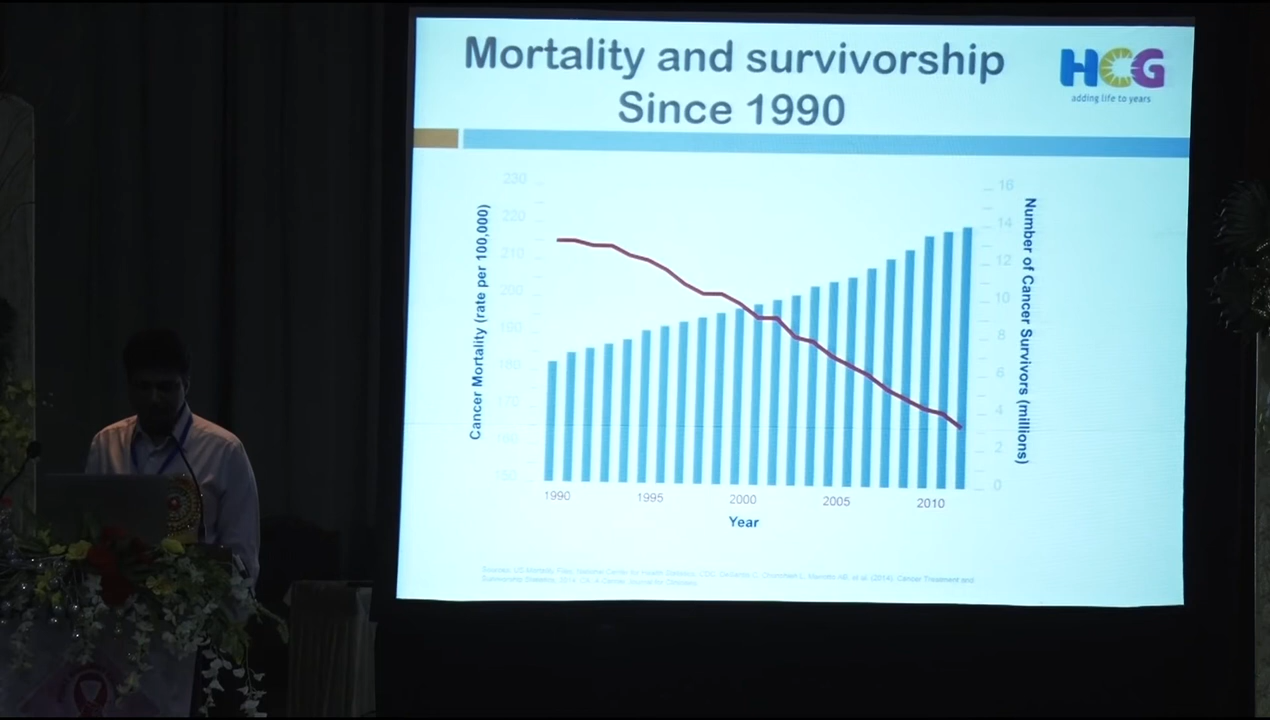 Mortality and survivorship
Since 1990
HCG
adding life to years
Cancer Mortality (rate per 100,000)
230
220
210
200
190
180
170
160
150
16
14
12
10
8
6
4
2
0
Number of Cancer Survivors (millions)
1990 1995 2000 2005 2010
Year